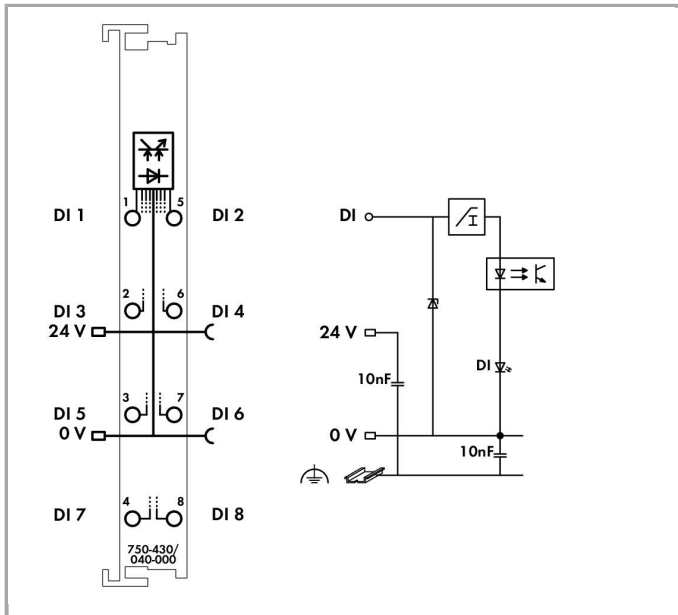 1 5
DI 1 DI 2 DI
2 6
DI 3 DI 4
24 V 24 V
DI
10nF
3 7
DI 5 DI 6
0 V 0 V
10nF
4 8
DI 7 DI 8
750-430/
040-000